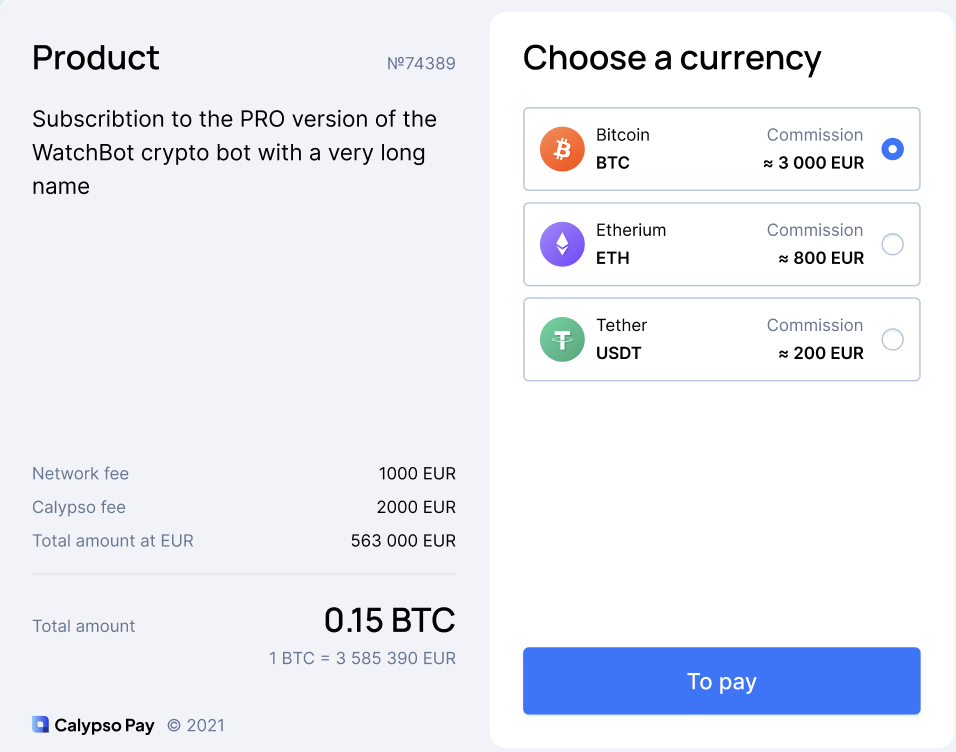 Product
№74389
Subscribtion to the PRO version of the
WatchBot crypto bot with a very long
name
Network fee 1000 EUR
Calypso fee 2000 EUR
Total amount at EUR 563 000 EUR
Total amount 0.15 BTC
1 BTC = 3 585 390 EUR
Calypso Pay © 2021
Choose a currency
Bitcoin Commission
BTC ≈ 3 000 EUR
Etherium Commission
ETH ≈ 800 EUR
Tether Commission
USDT ≈ 200 EUR
To pay